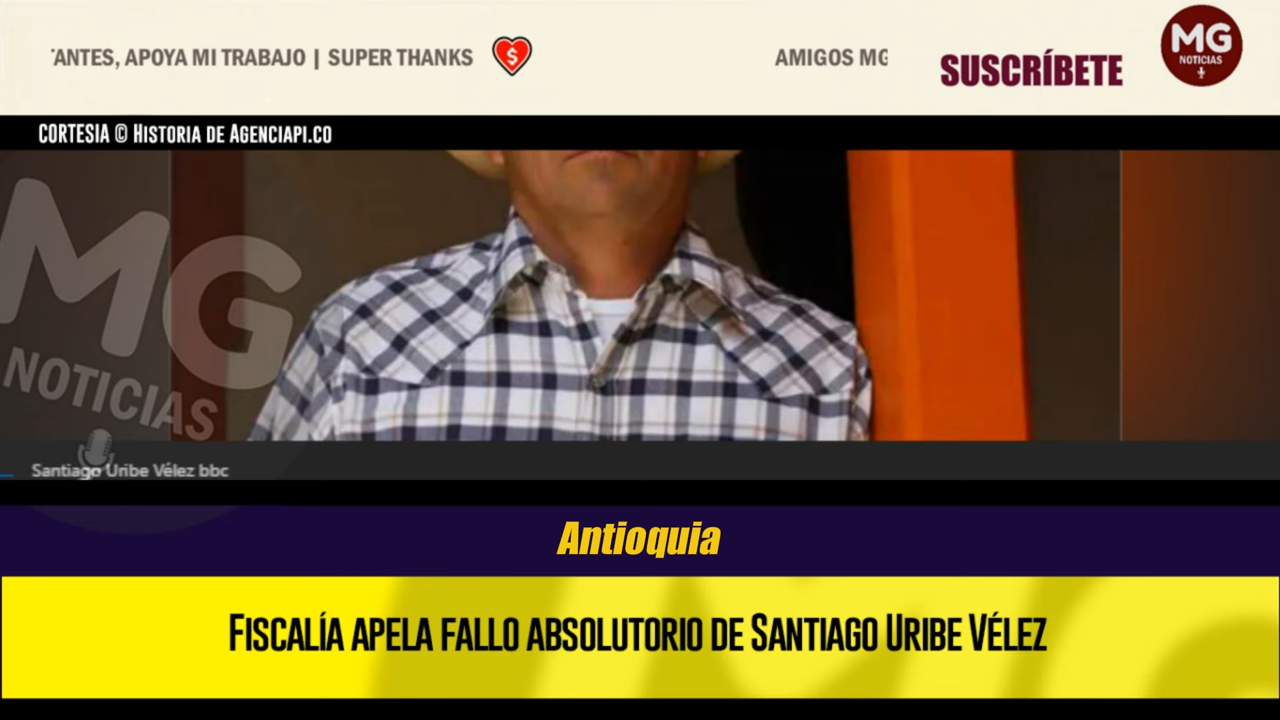 'ANTES, APOYA MI TRABAJO | SUPER THANKS
AMIGOS MG
SUSCRÍBETE
MG
NOTICIAS
CORTESIA © HISTORIA DE AGENCIAPI.CO
MG
NOTICIAS
Santiago Uribe Vélez bbc
Antioquia
FISCALÍA APELA FALLO ABSOLUTORIO DE SANTIAGO URIBE VÉLEZ